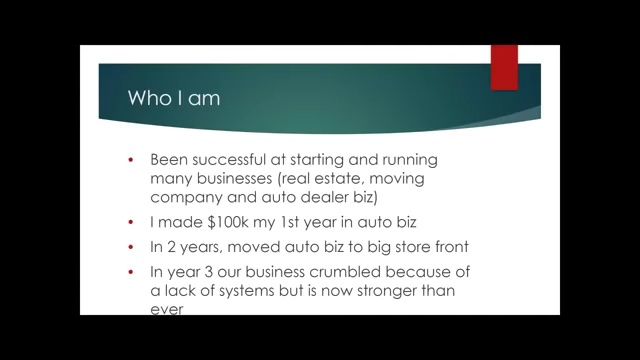 Who I am
• Been successful at starting and running
many businesses (real estate, moving
company and auto dealer biz)
• I made $100k my 1st year in auto biz
• In 2 years, moved auto biz to big store front
• In year 3 our business crumbled because of
a lack of systems but is now stronger than
ever